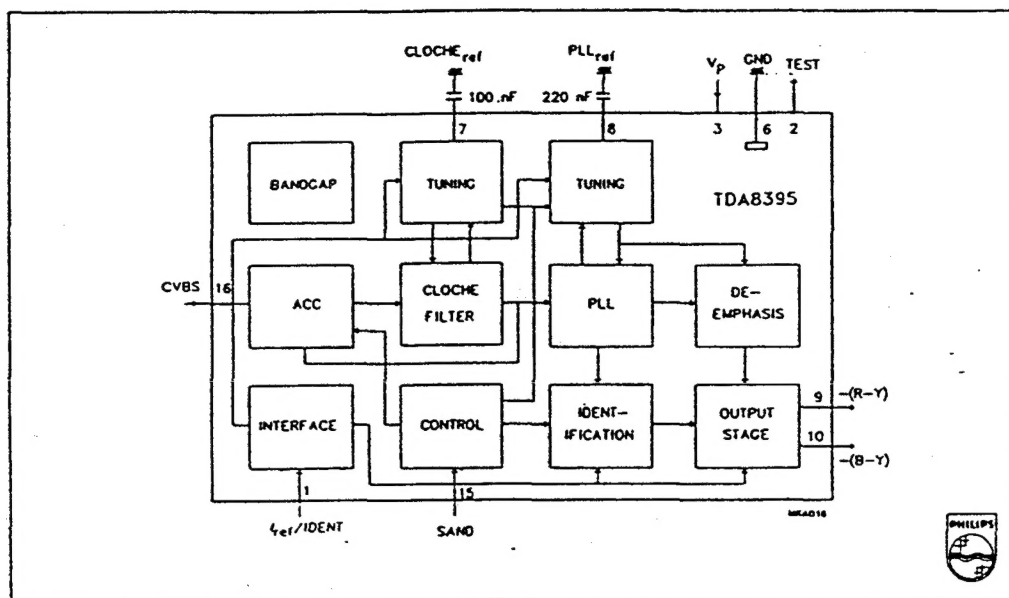 CLOCHEref
PLLref
Vp
GND
TEST
100 nF
220 nF
7
8
3
6
2
BANDGAP
TUNING
TUNING
TDA8395
CVBS
16
ACC
CLOCHE
FILTER
PLL
DE-
EMPHASIS
INTERFACE
CONTROL
IDENT-
IFICATION
OUTPUT
STAGE
9
-(R-Y)
10
-(B-Y)
1
15
fref/IDENT
SAND
PHILIPS